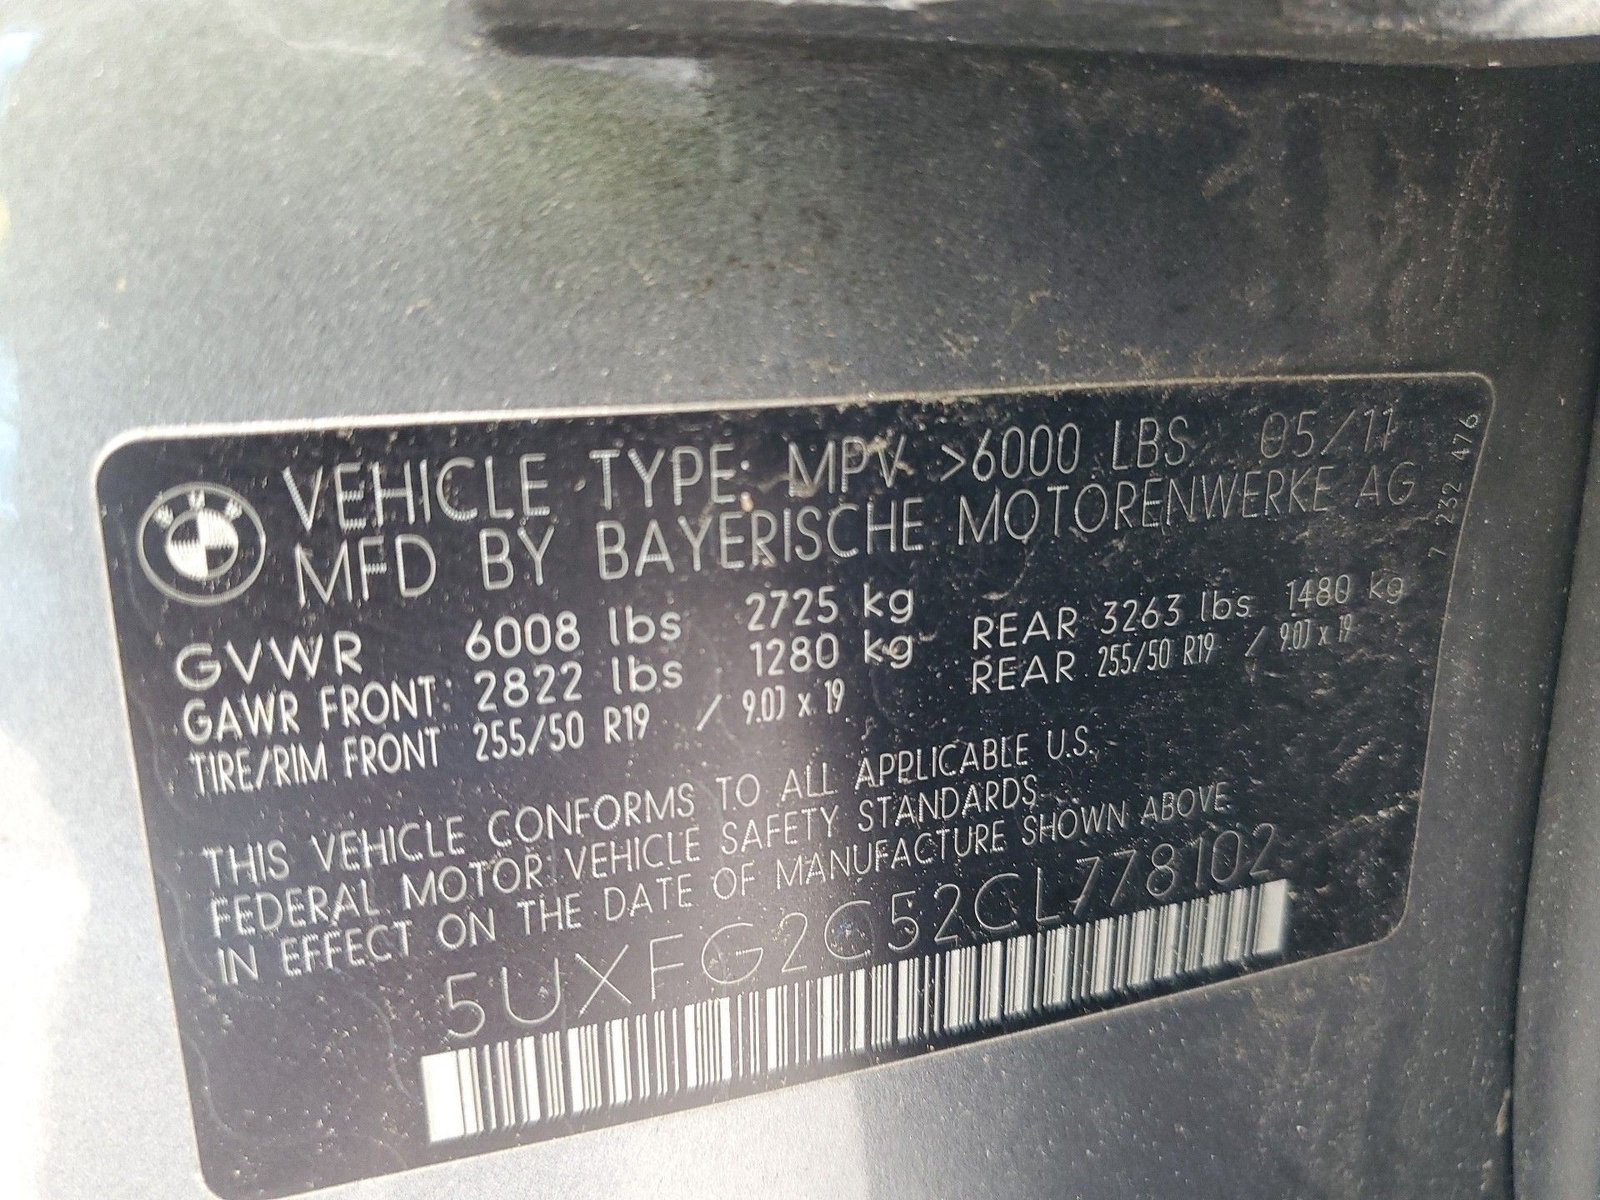 VEHICLE TYPE: MPV >6000 LBS 05/11
MFD BY BAYERISCHE MOTORENWERKE AG
GVWR 6008 lbs 2725 kg
GAWR FRONT: 2822 lbs 1280 kg REAR 3263 lbs 1480 kg
TIRE/RIM FRONT 255/50 R19 / 9.0J x 19 REAR 255/50 R19 / 9.0J x 19
THIS VEHICLE CONFORMS TO ALL APPLICABLE U.S.
FEDERAL MOTOR VEHICLE SAFETY STANDARDS
IN EFFECT ON THE DATE OF MANUFACTURE SHOWN ABOVE
5UXFG2C52CL778102
7 232 476